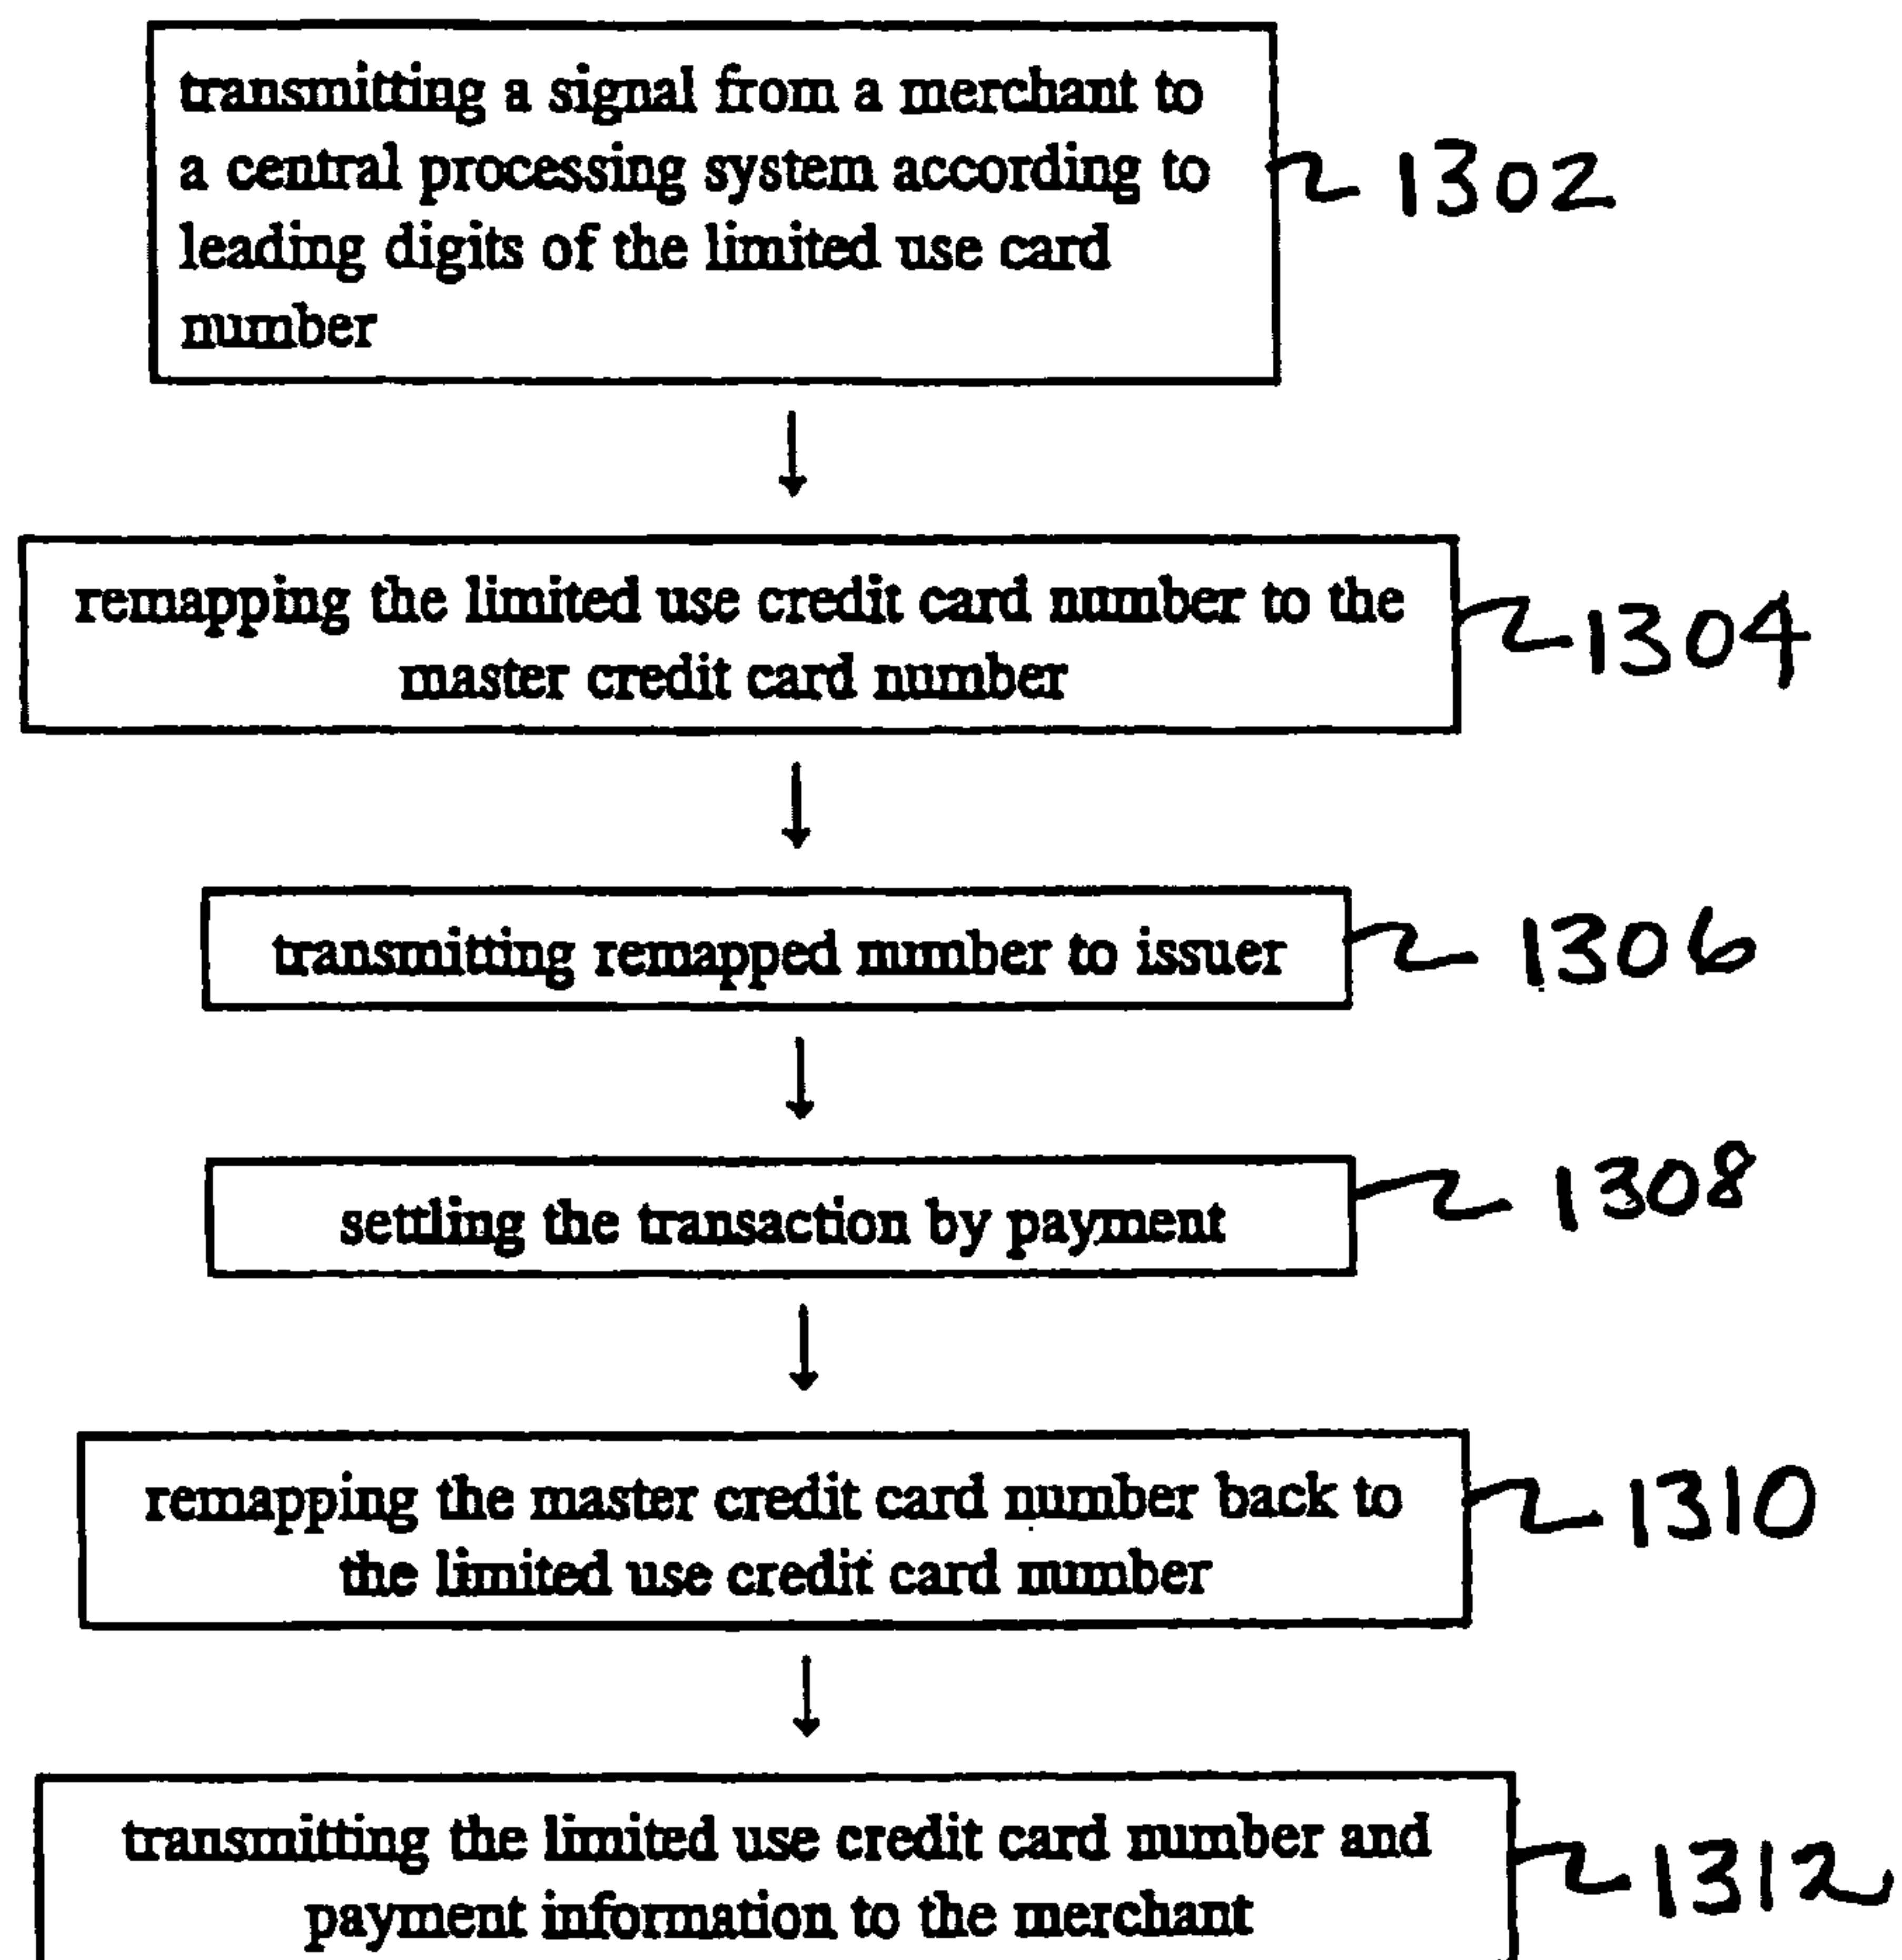 transmitting a signal from a merchant to
a central processing system according to
leading digits of the limited use card
number
1302
remapping the limited use credit card number to the
master credit card number
1304
transmitting remapped number to issuer
1306
settling the transaction by payment
1308
remapping the master credit card number back to
the limited use credit card number
1310
transmitting the limited use credit card number and
payment information to the merchant
1312